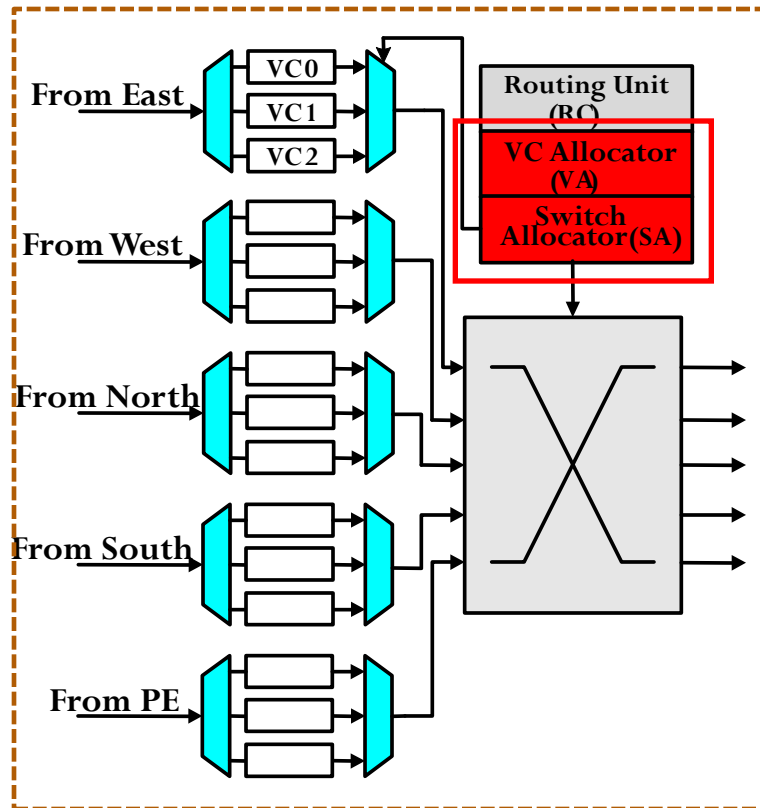 From East
VC0
VC1
VC2
Routing Unit
(RC)
VC Allocator
(VA)
Switch
Allocator(SA)
From West
From North
From South
From PE